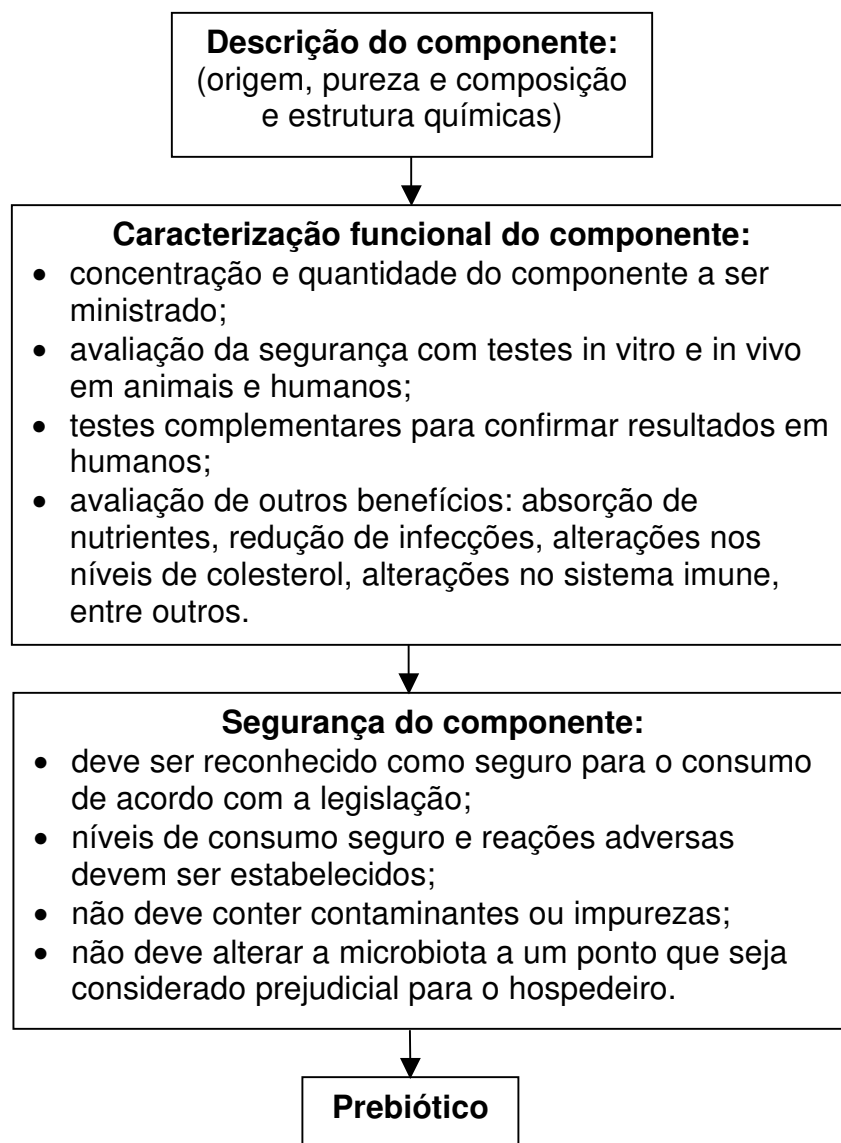 Descrição do componente:
(origem, pureza e composição
e estrutura químicas)
Caracterização funcional do componente:
• concentração e quantidade do componente a ser
ministrado;
• avaliação da segurança com testes in vitro e in vivo
em animais e humanos;
• testes complementares para confirmar resultados em
humanos;
• avaliação de outros benefícios: absorção de
nutrientes, redução de infecções, alterações nos
níveis de colesterol, alterações no sistema imune,
entre outros.
Segurança do componente:
• deve ser reconhecido como seguro para o consumo
de acordo com a legislação;
• níveis de consumo seguro e reações adversas
devem ser estabelecidos;
• não deve conter contaminantes ou impurezas;
• não deve alterar a microbiota a um ponto que seja
considerado prejudicial para o hospedeiro.
Prebiótico